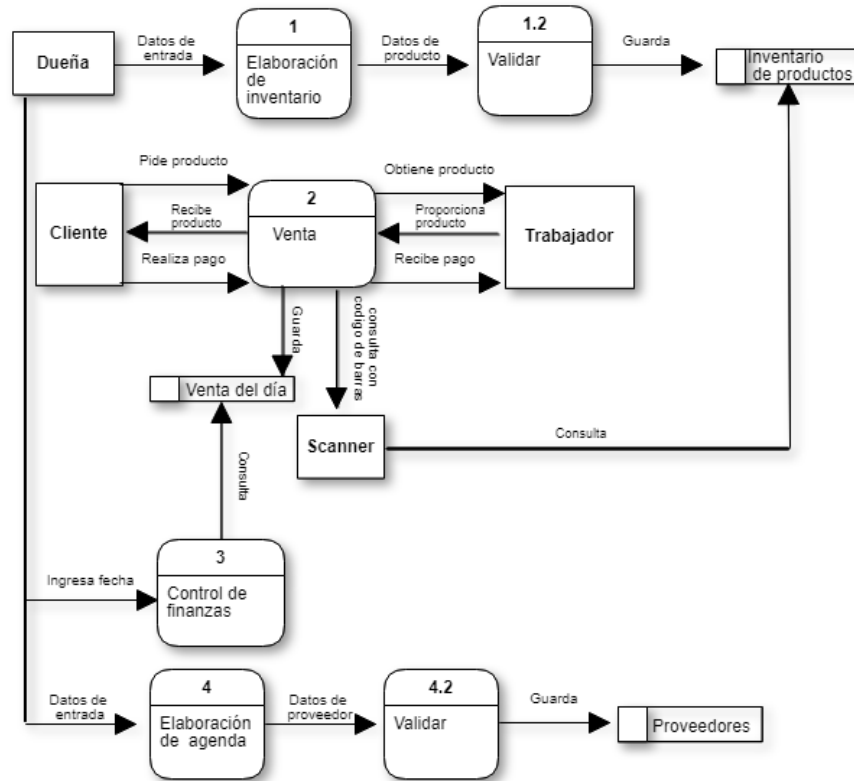 Dueña
Datos de
entrada
1
Elaboración
de
inventario
Datos de
producto
1.2
Validar
Guarda
Inventario
de productos
Pide producto
Cliente
Recibe
producto
Realiza pago
2
Venta
Obtiene producto
Proporciona
producto
Recibe pago
Trabajador
Guarda
consulta con
codigo de barras
Venta del día
Scanner
Consulta
Consulta
Ingresa fecha
3
Control de
finanzas
Datos de
entrada
4
Elaboración
de agenda
Datos de
proveedor
4.2
Validar
Guarda
Proveedores